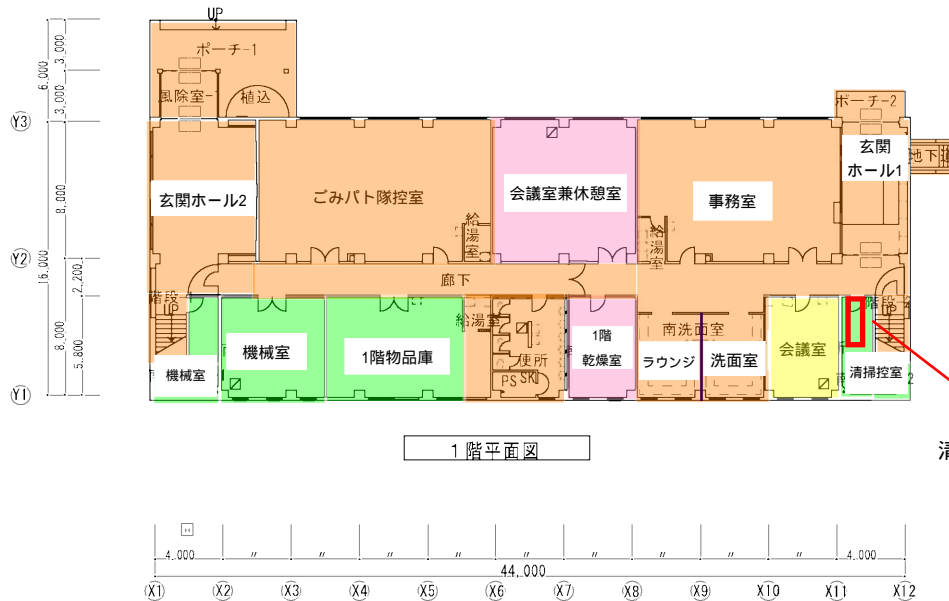 UP
ポーチ-1
風除室-1
植込
ポーチ-2
3,000
3,000
6,000
8,000
16,000
2,200
8,000
5,800
Y3
Y2
Y1
玄関ホール2
ごみパト隊控室
給湯室
会議室兼休憩室
給湯室
事務室
玄関
ホール1
地下道
廊下
階段
UP
機械室
機械室
1階物品庫
給湯室
便所
PS
SK
1階
乾燥室
南洗面室
ラウンジ
洗面室
会議室
階段
UP
清掃控室
2
清
1階平面図
4,000
〃
〃
〃
〃
〃
〃
〃
〃
〃
4,000
44,000
X1
X2
X3
X4
X5
X6
X7
X8
X9
X10
X11
X12